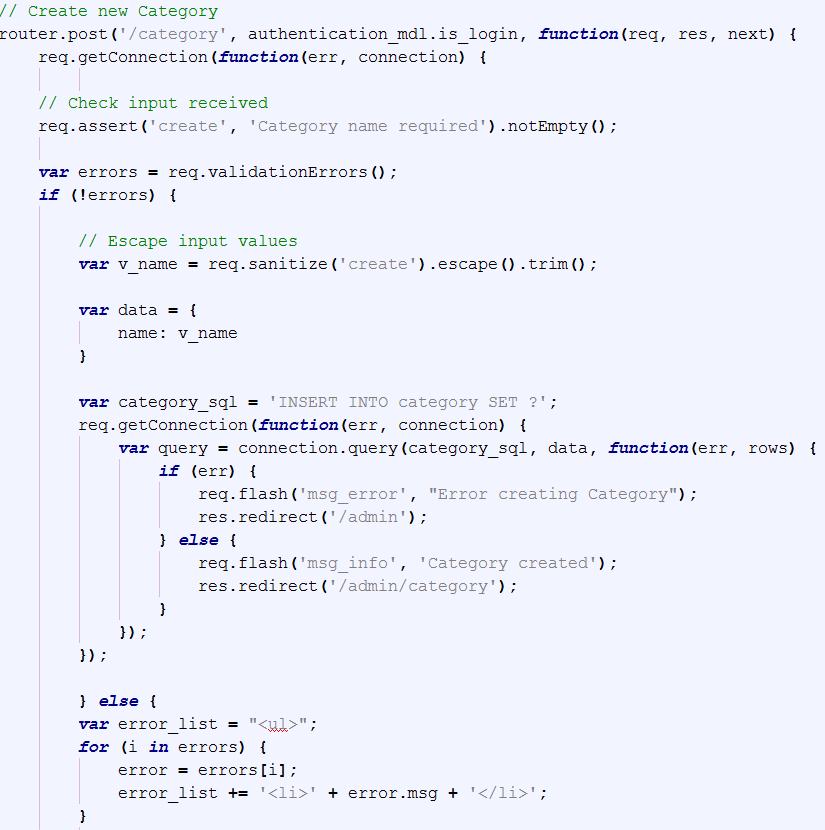 // Create new Category
router.post('/category', authentication_mdl.is_login, function(req, res, next) {
    req.getConnection(function(err, connection) {

    // Check input received
    req.assert('create', 'Category name required').notEmpty();

    var errors = req.validationErrors();
    if (!errors) {

        // Escape input values
        var v_name = req.sanitize('create').escape().trim();

        var data = {
            name: v_name
        }

        var category_sql = 'INSERT INTO category SET ?';
        req.getConnection(function(err, connection) {
            var query = connection.query(category_sql, data, function(err, rows) {
                if (err) {
                    req.flash('msg_error', "Error creating Category");
                    res.redirect('/admin');
                } else {
                    req.flash('msg_info', 'Category created');
                    res.redirect('/admin/category');
                }
            });
        });

        } else {
        var error_list = "<ul>";
        for (i in errors) {
            error = errors[i];
            error_list += '<li>' + error.msg + '</li>';
        }